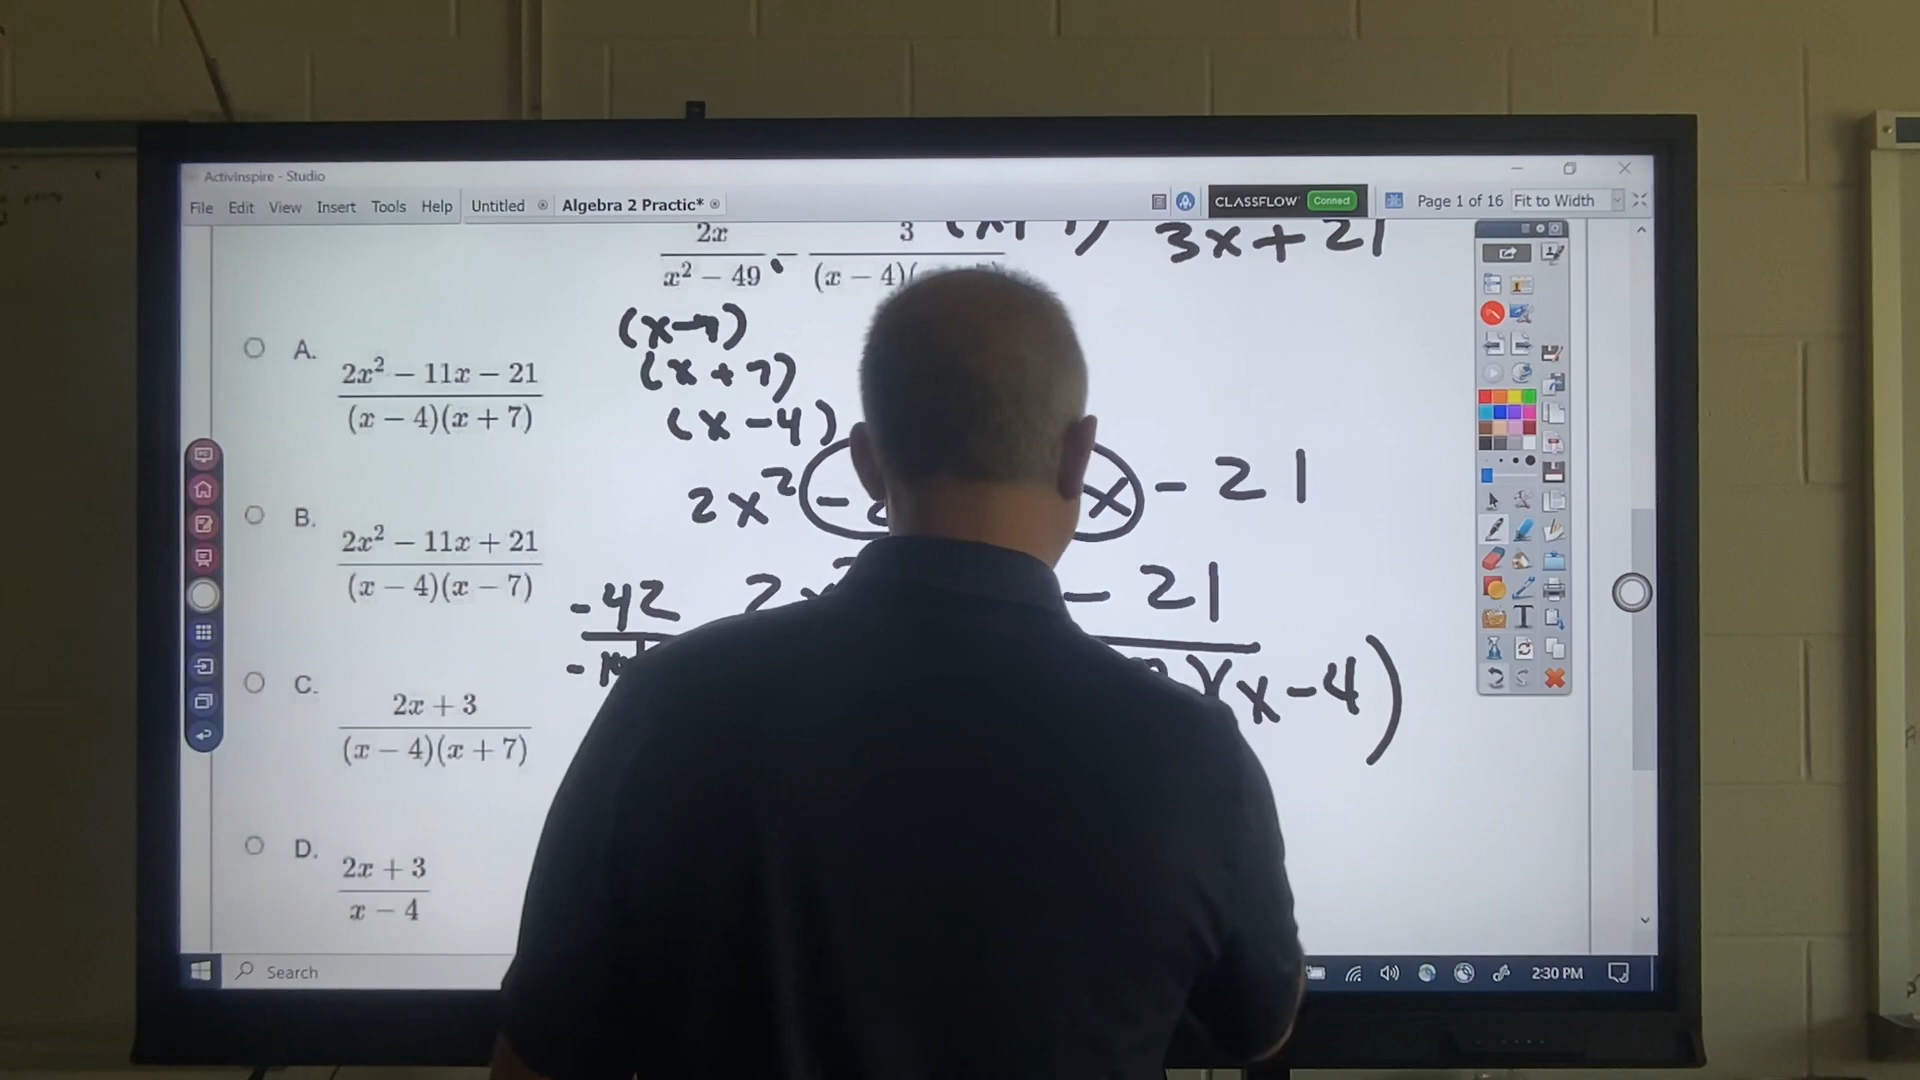 ActivInspire - Studio
File Edit View Insert Tools Help Untitled Algebra 2 Practic* CLASSFLOW Connect Page 1 of 16 Fit to Width
2x / x² − 49 − 3 / (x − 4)(
3x + 21
(x-7)
(x + 7)
(x - 4)
A. 2x² − 11x − 21 / (x − 4)(x + 7)
2x² - x - 21
B. 2x² − 11x + 21 / (x − 4)(x − 7)
-42 2x - 21
)(x-4)
C. 2x + 3 / (x − 4)(x + 7)
D. 2x + 3 / x − 4
Search 2:30 PM